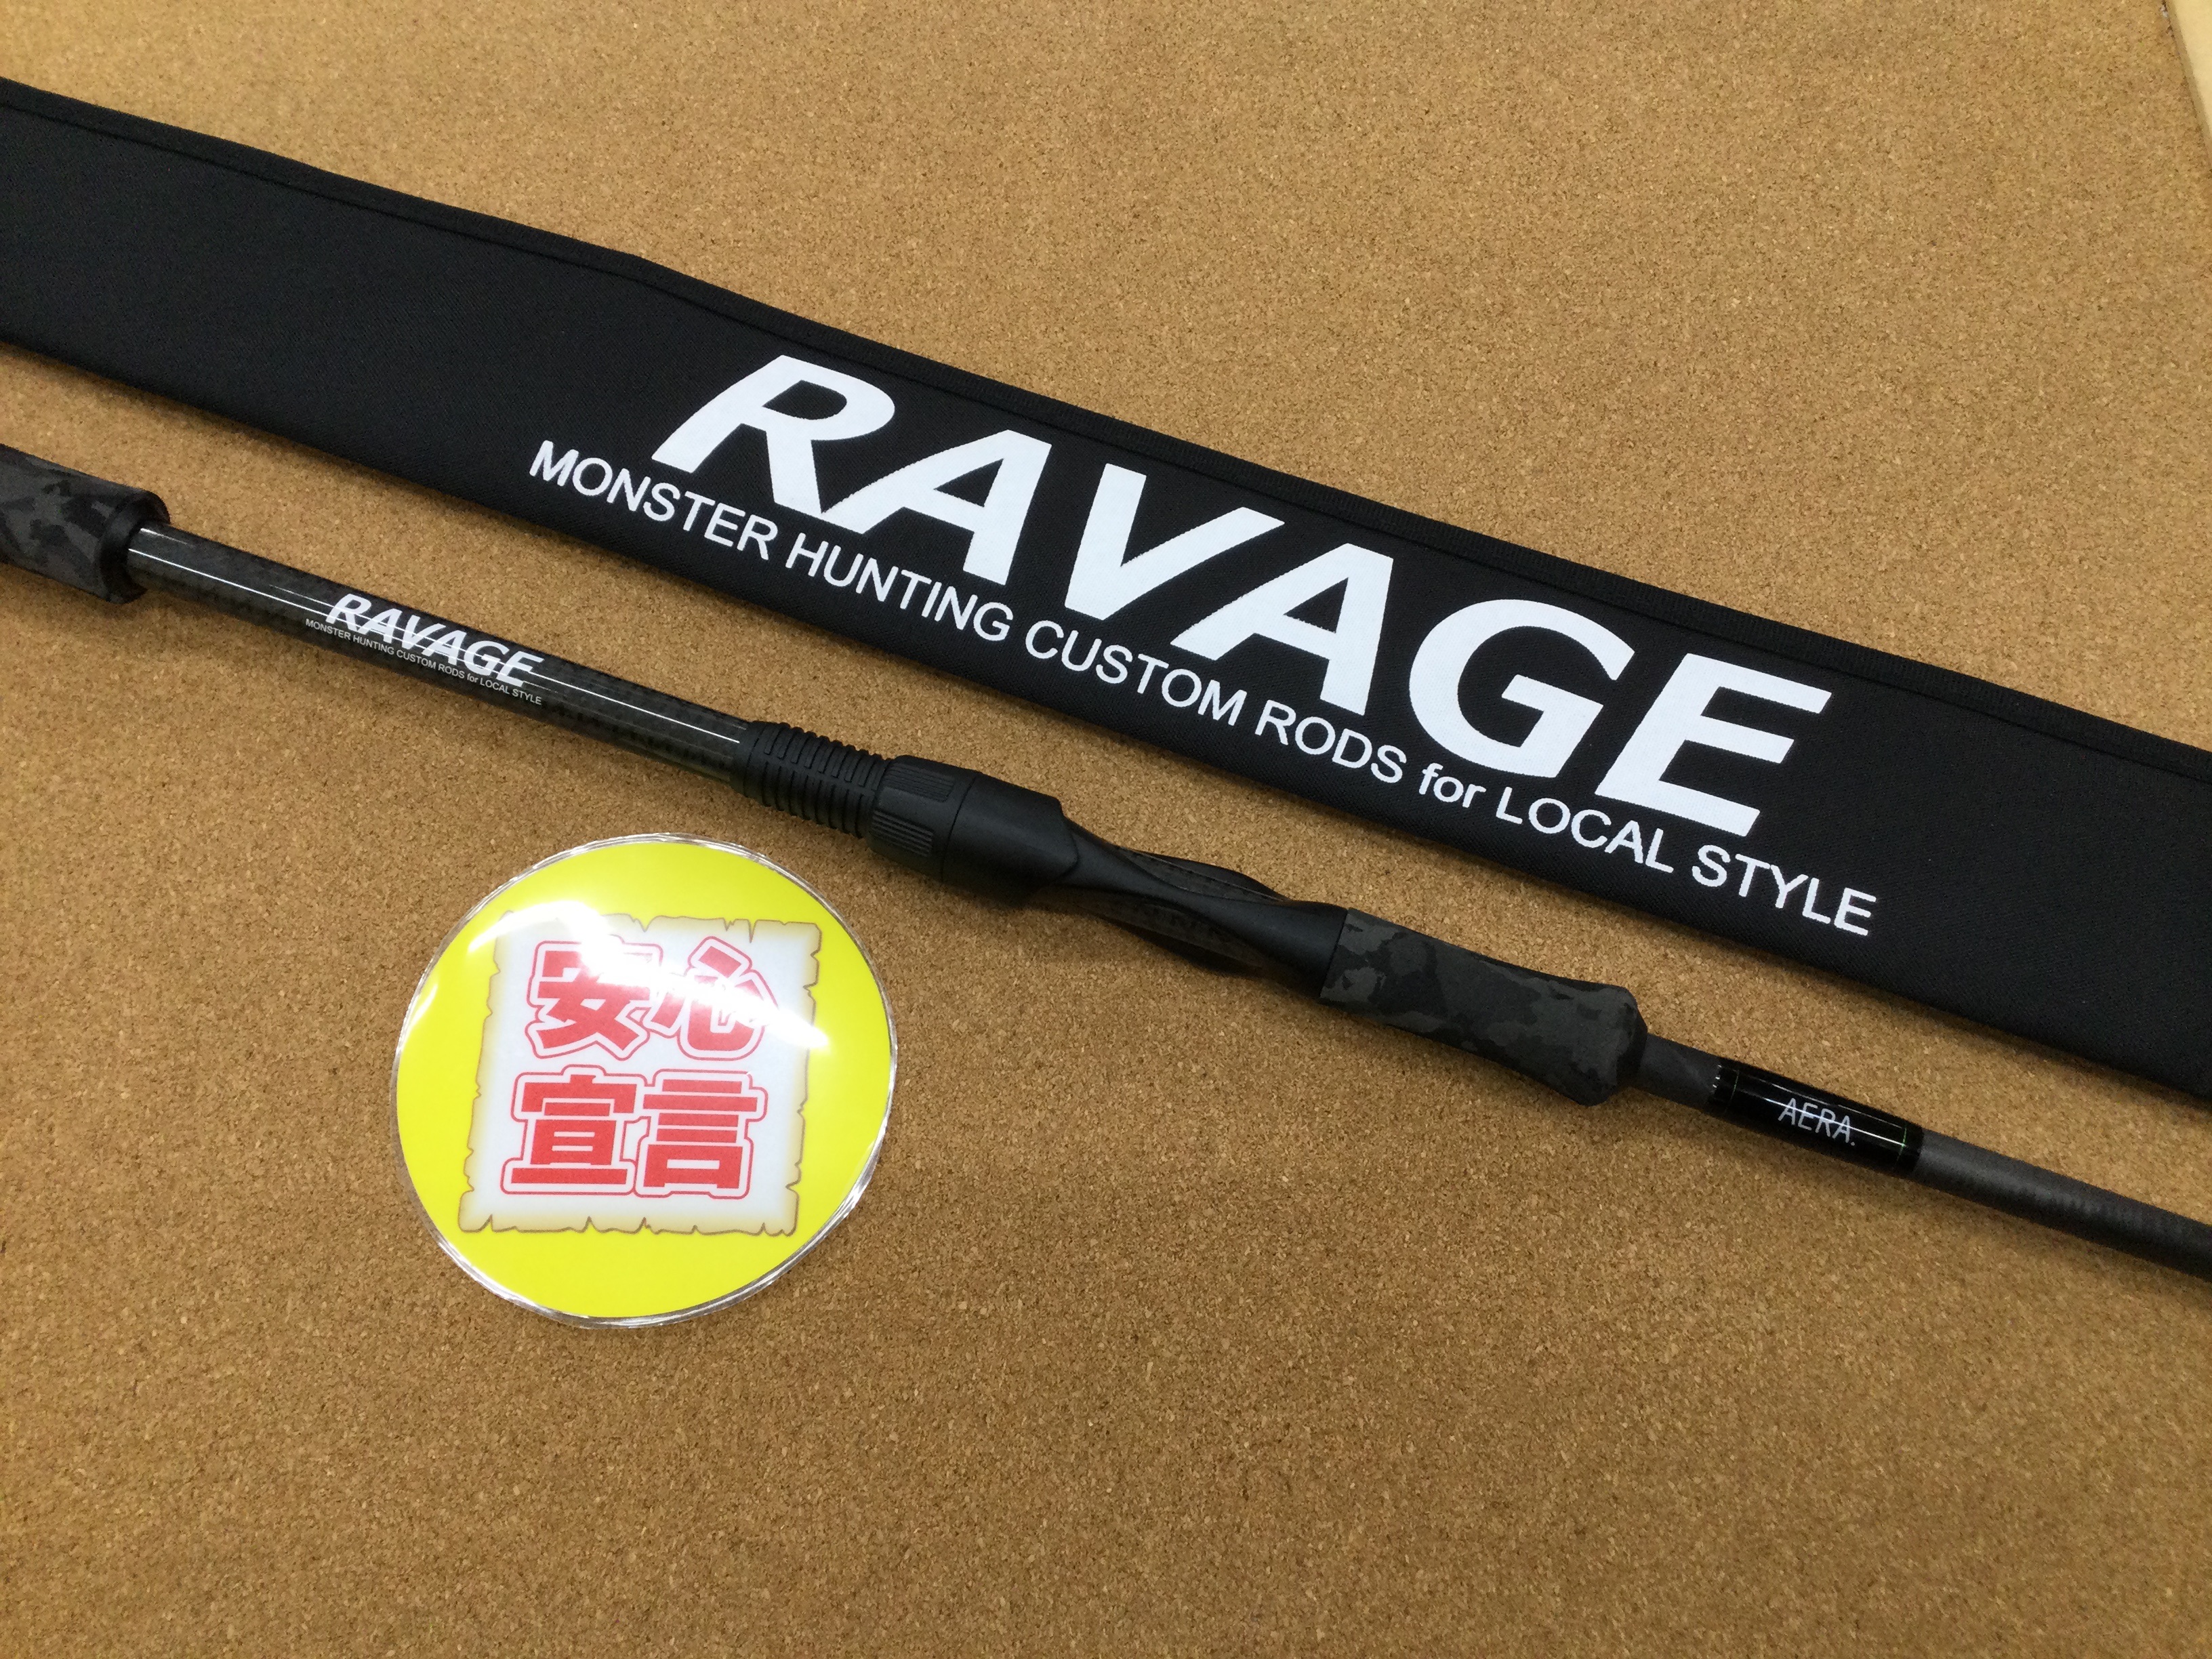 RAVAGE
MONSTER HUNTING CUSTOM RODS for LOCAL STYLE
RAVAGE
MONSTER HUNTING CUSTOM RODS for LOCAL STYLE
AERA.
安心
宣言